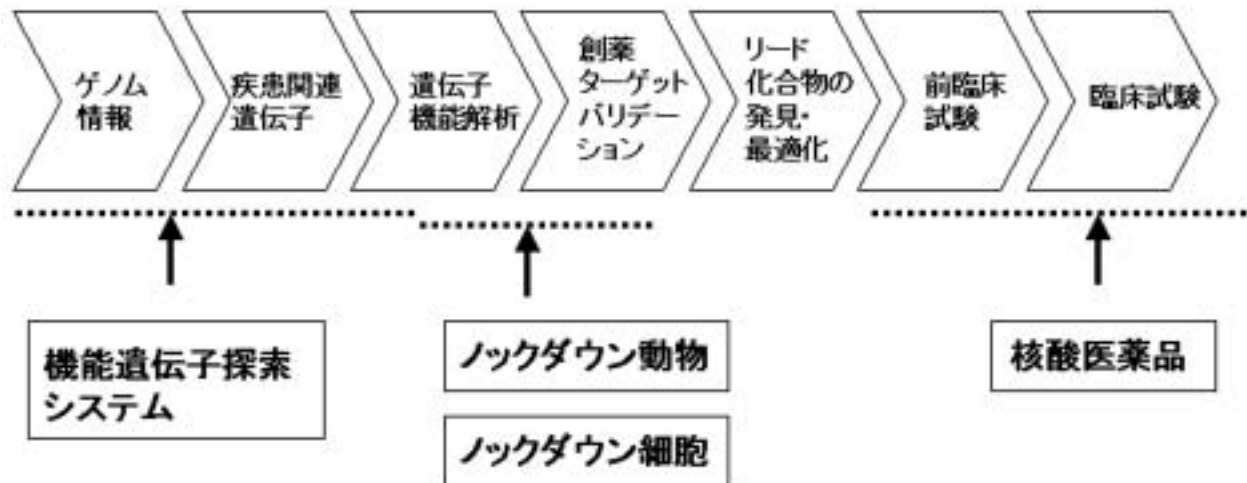 ゲノム
情報
疾患関連
遺伝子
遺伝子
機能解析
創薬
ターゲット
バリデー
ション
リード
化合物の
発見・
最適化
前臨床
試験
臨床試験
機能遺伝子探索
システム
ノックダウン動物
ノックダウン細胞
核酸医薬品